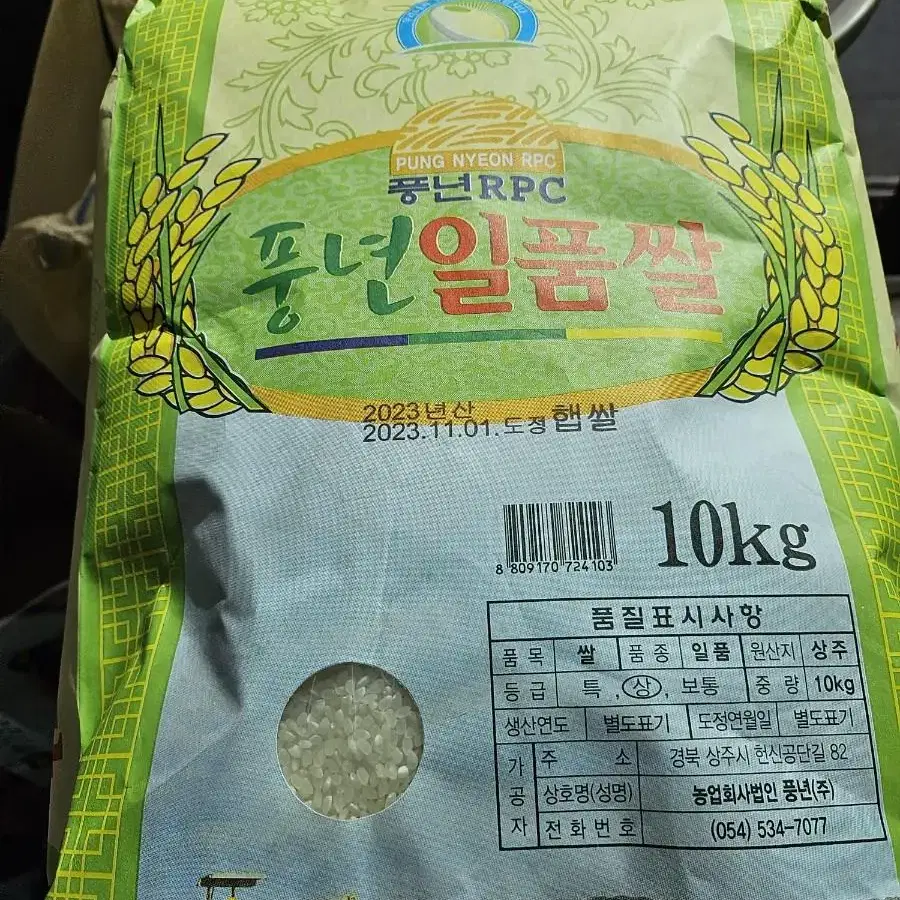 PUNG NYEON RPC
풍년RPC
풍년일품쌀
2023년산
2023.11.01.도정 햅쌀
10kg
8 809170 724103
품질표시사항
품목 쌀 품종 일품 원산지 상주
등급 특, 상, 보통 중량 10kg
생산연도 별도표기 도정연월일 별도표기
가공자 주소 경북 상주시 헌신공단길 82
상호명(성명) 농업회사법인 풍년(주)
전화번호 (054) 534-7077